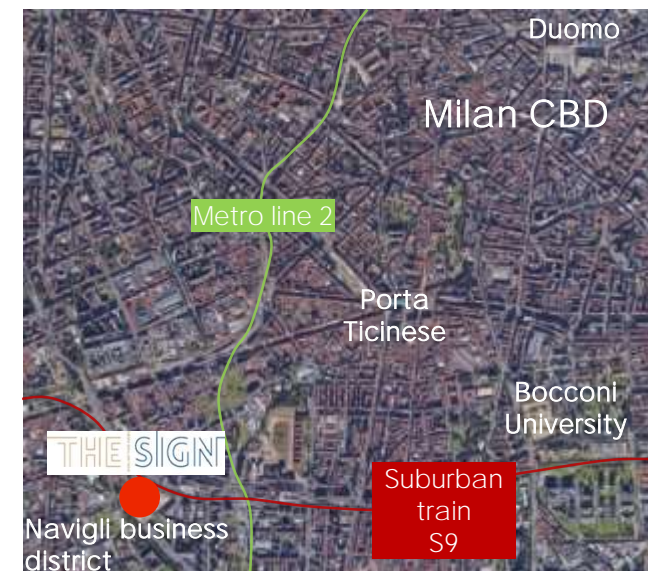 Duomo
Milan CBD
Metro line 2
Porta
Ticinese
Bocconi
University
THE SIGN
Suburban
train
S9
Navigli business
district